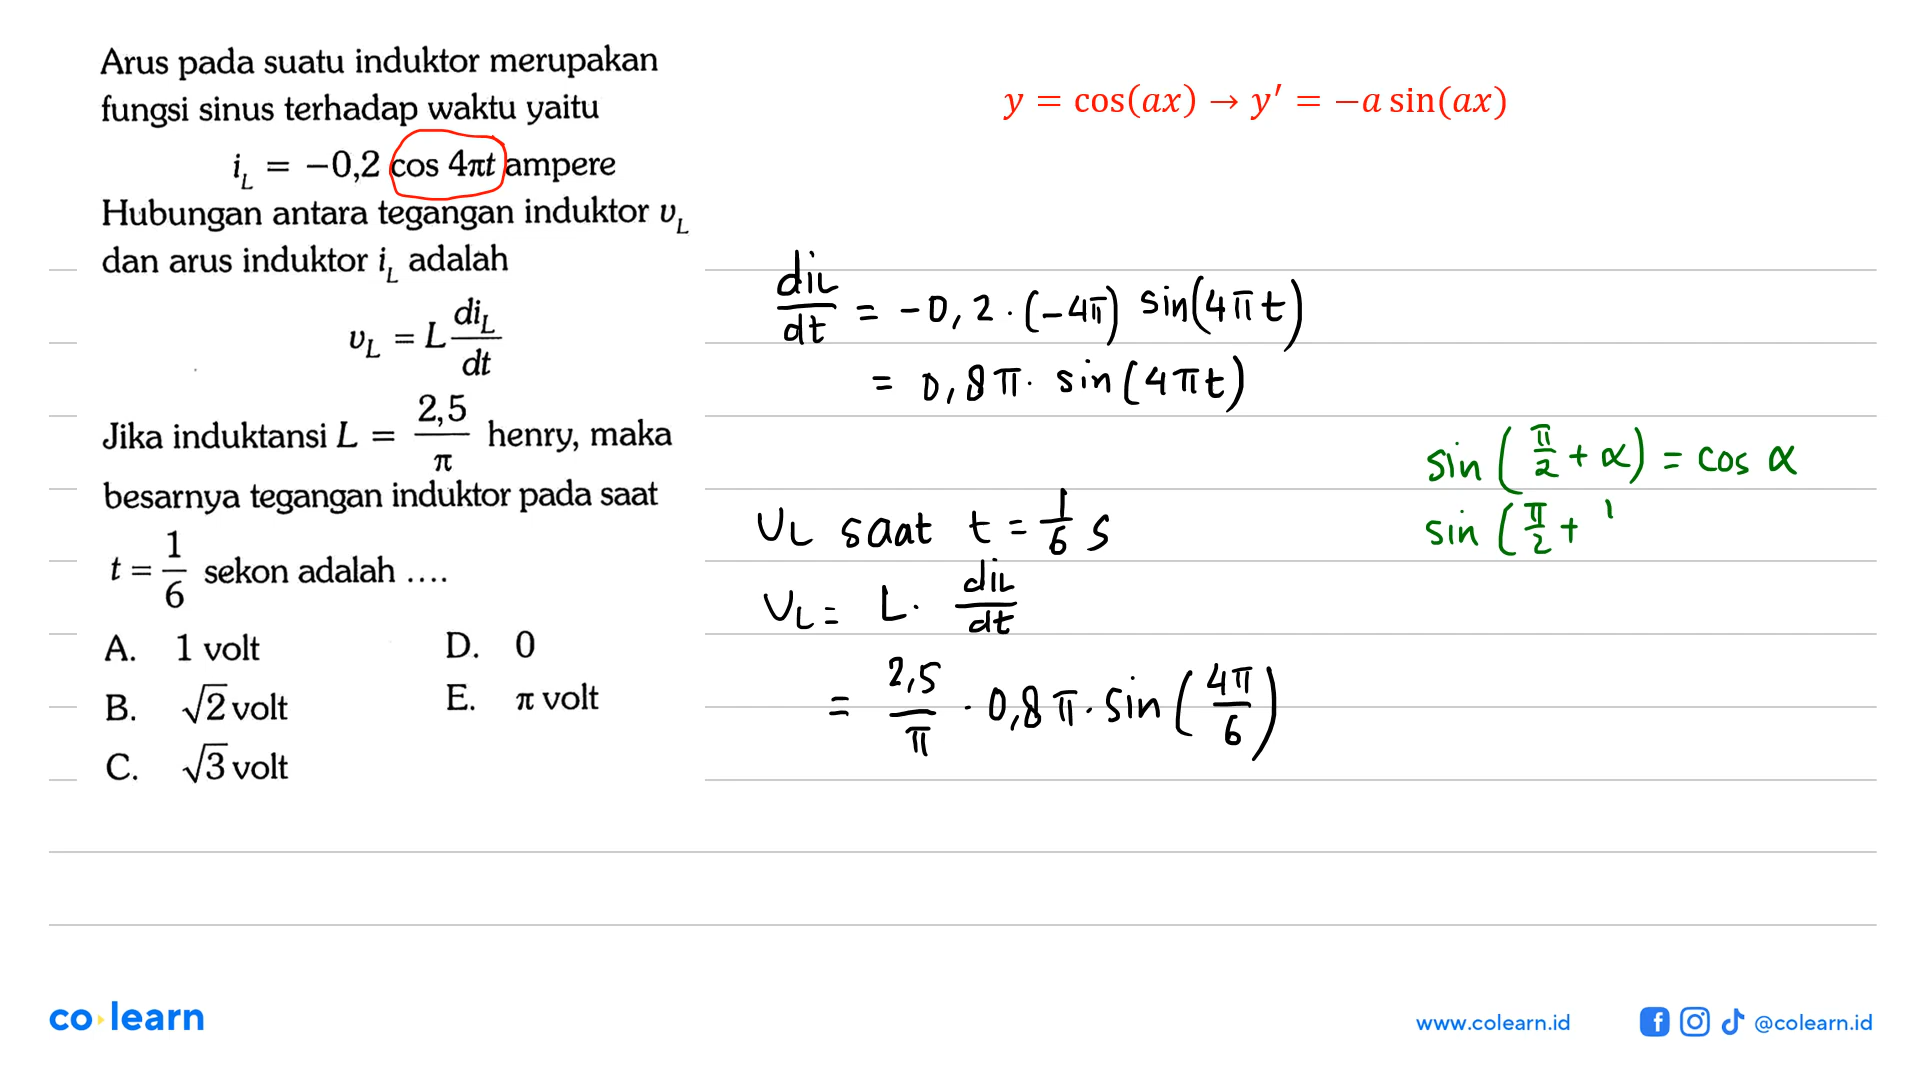 Arus pada suatu induktor merupakan
fungsi sinus terhadap waktu yaitu
i_L = −0,2 cos 4πt ampere
Hubungan antara tegangan induktor v_L
dan arus induktor i_L adalah
v_L = L di_L/dt
Jika induktansi L = 2,5/π henry, maka
besarnya tegangan induktor pada saat
t = 1/6 sekon adalah ....
A. 1 volt
B. √2 volt
C. √3 volt
D. 0
E. π volt
y = cos(ax) → y′ = −a sin(ax)
diL/dt = −0,2 · (−4π) sin(4πt)
= 0,8π · sin(4πt)
VL saat t = 1/6 s
VL = L · diL/dt
= 2,5/π · 0,8π · sin(4π/6)
sin(π/2 + α) = cos α
sin(π/2 +
co learn
www.colearn.id
@colearn.id